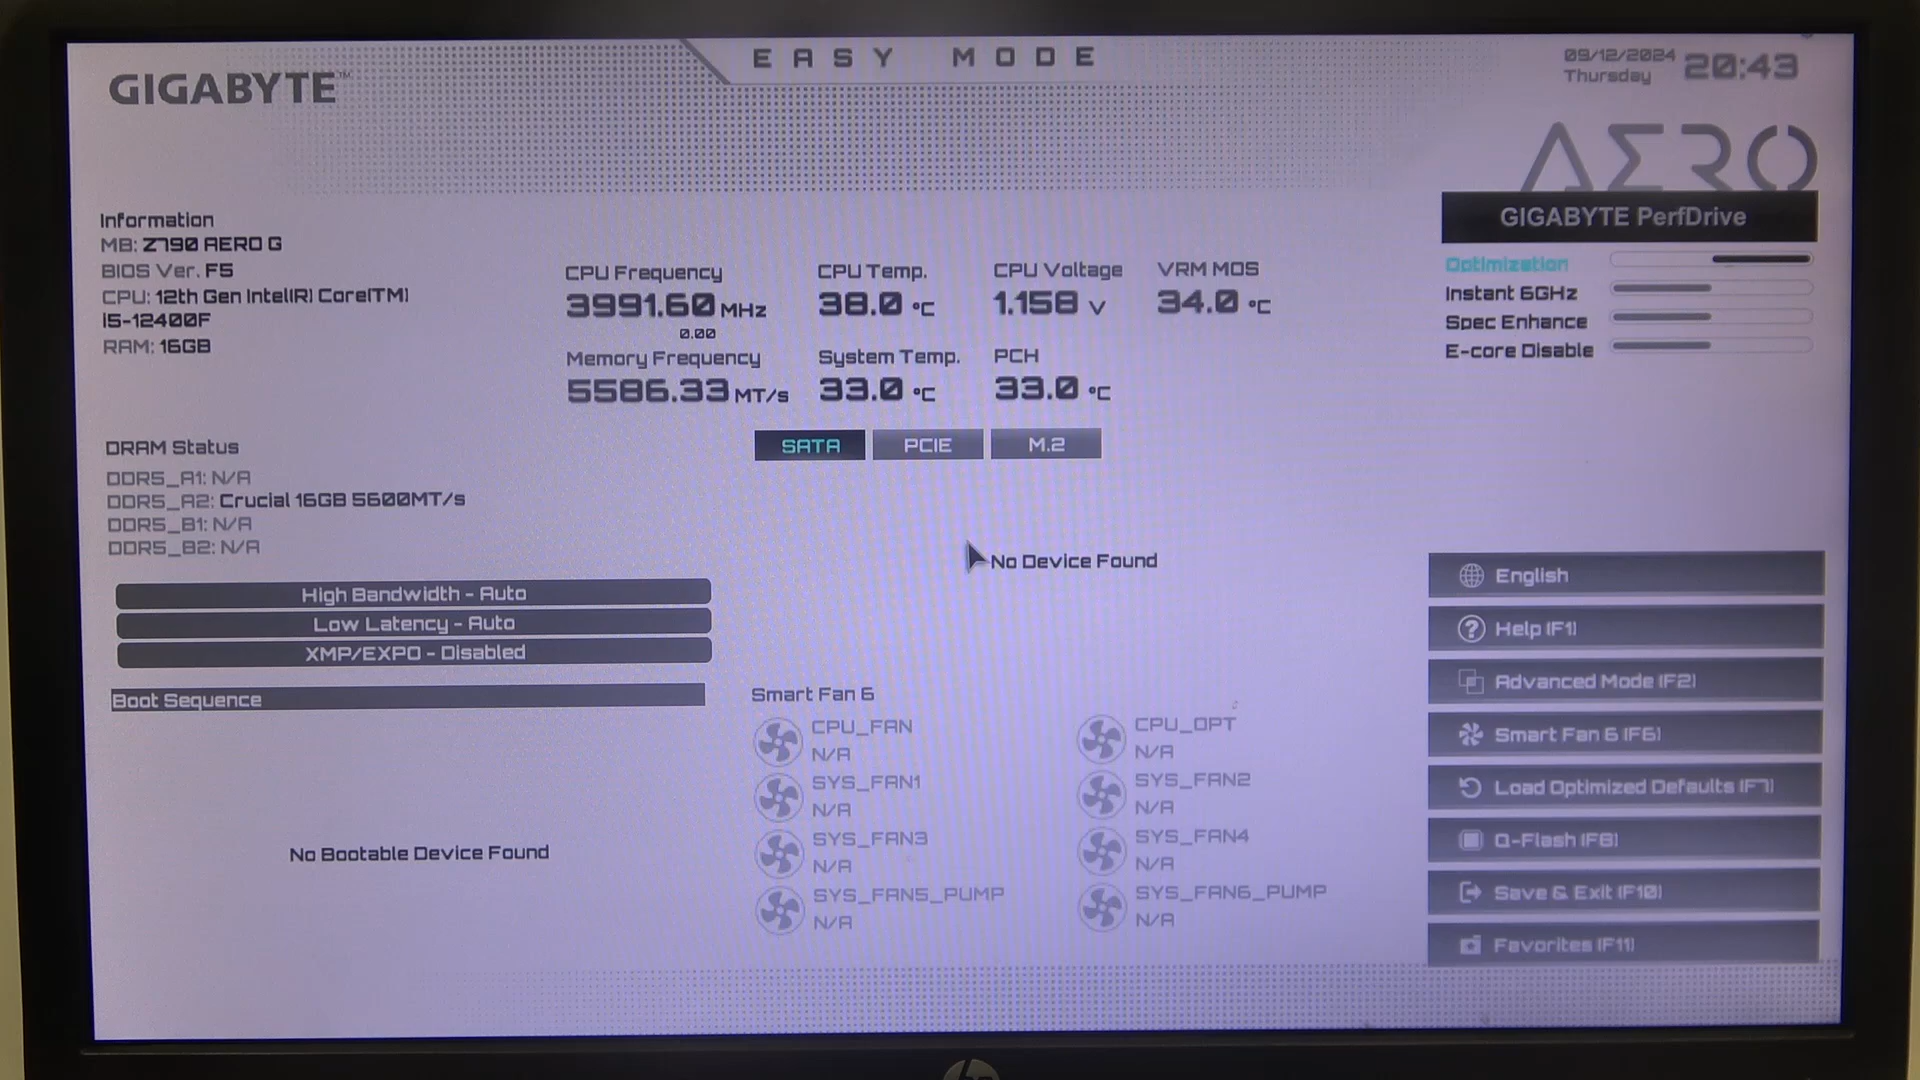 EASY MODE
09/12/2024
Thursday
20:43
GIGABYTE™
AERO
GIGABYTE PerfDrive
Optimization
Instant 6GHz
Spec Enhance
E-core Disable
Information
MB: Z790 AERO G
BIOS Ver. F5
CPU: 12th Gen Intel(R) Core(TM)
i5-12400F
RAM: 16GB
CPU Frequency
3991.60 MHz
0.00
CPU Temp.
38.0 °C
CPU Voltage
1.158 V
VRM MOS
34.0 °C
Memory Frequency
5586.33 MT/s
System Temp.
33.0 °C
PCH
33.0 °C
SATA
PCIE
M.2
No Device Found
DRAM Status
DDR5_A1: N/A
DDR5_A2: Crucial 16GB 5600MT/s
DDR5_B1: N/A
DDR5_B2: N/A
High Bandwidth - Auto
Low Latency - Auto
XMP/EXPO - Disabled
Boot Sequence
No Bootable Device Found
Smart Fan 6
CPU_FAN
N/A
CPU_OPT
N/A
SYS_FAN1
N/A
SYS_FAN2
N/A
SYS_FAN3
N/A
SYS_FAN4
N/A
SYS_FAN5_PUMP
N/A
SYS_FAN6_PUMP
N/A
English
Help (F1)
Advanced Mode (F2)
Smart Fan 6 (F6)
Load Optimized Defaults (F7)
Q-Flash (F8)
Save & Exit (F10)
Favorites (F11)
hp